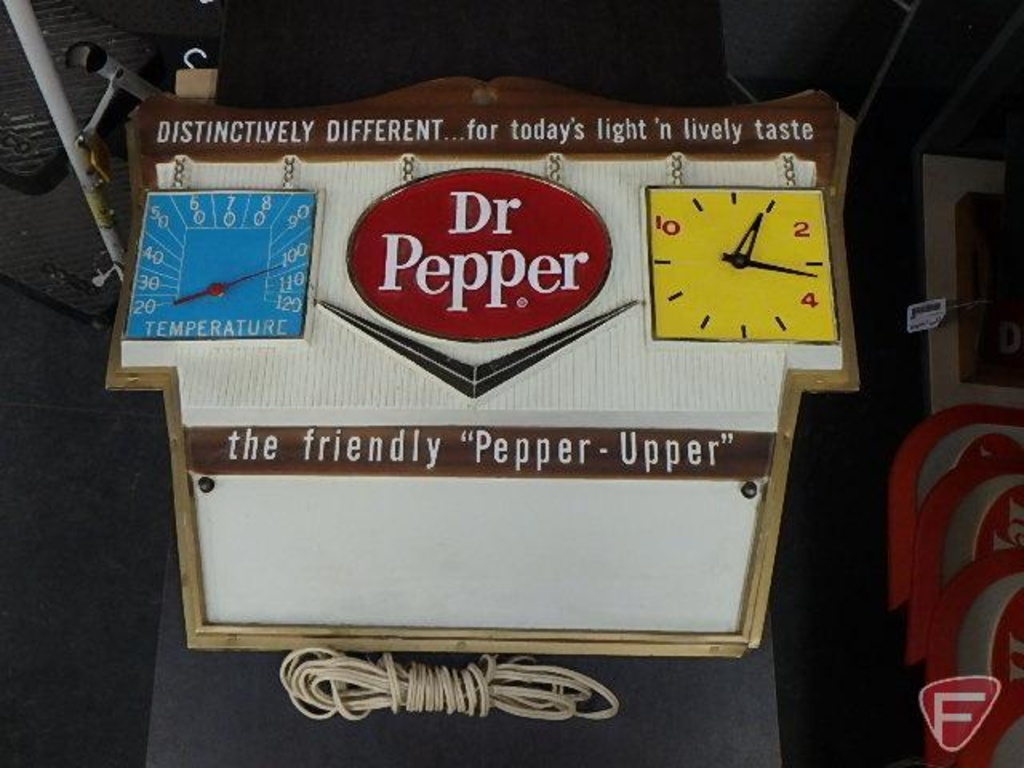 DISTINCTIVELY DIFFERENT...for today's light 'n lively taste
50 60 70 80 90
40 100
30 110
20 120
TEMPERATURE
Dr
Pepper®
10 2
4
the friendly "Pepper-Upper"
F